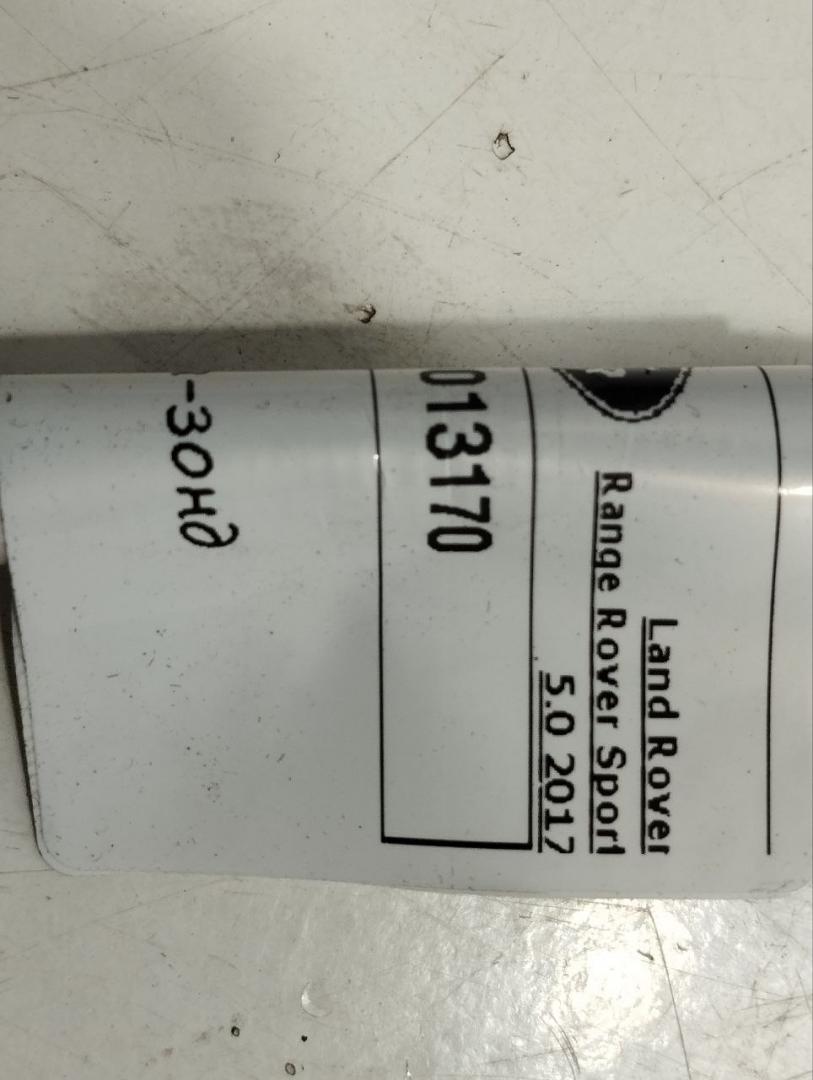 Land Rover
Range Rover Sport
5.0 2017
013170
-зонд